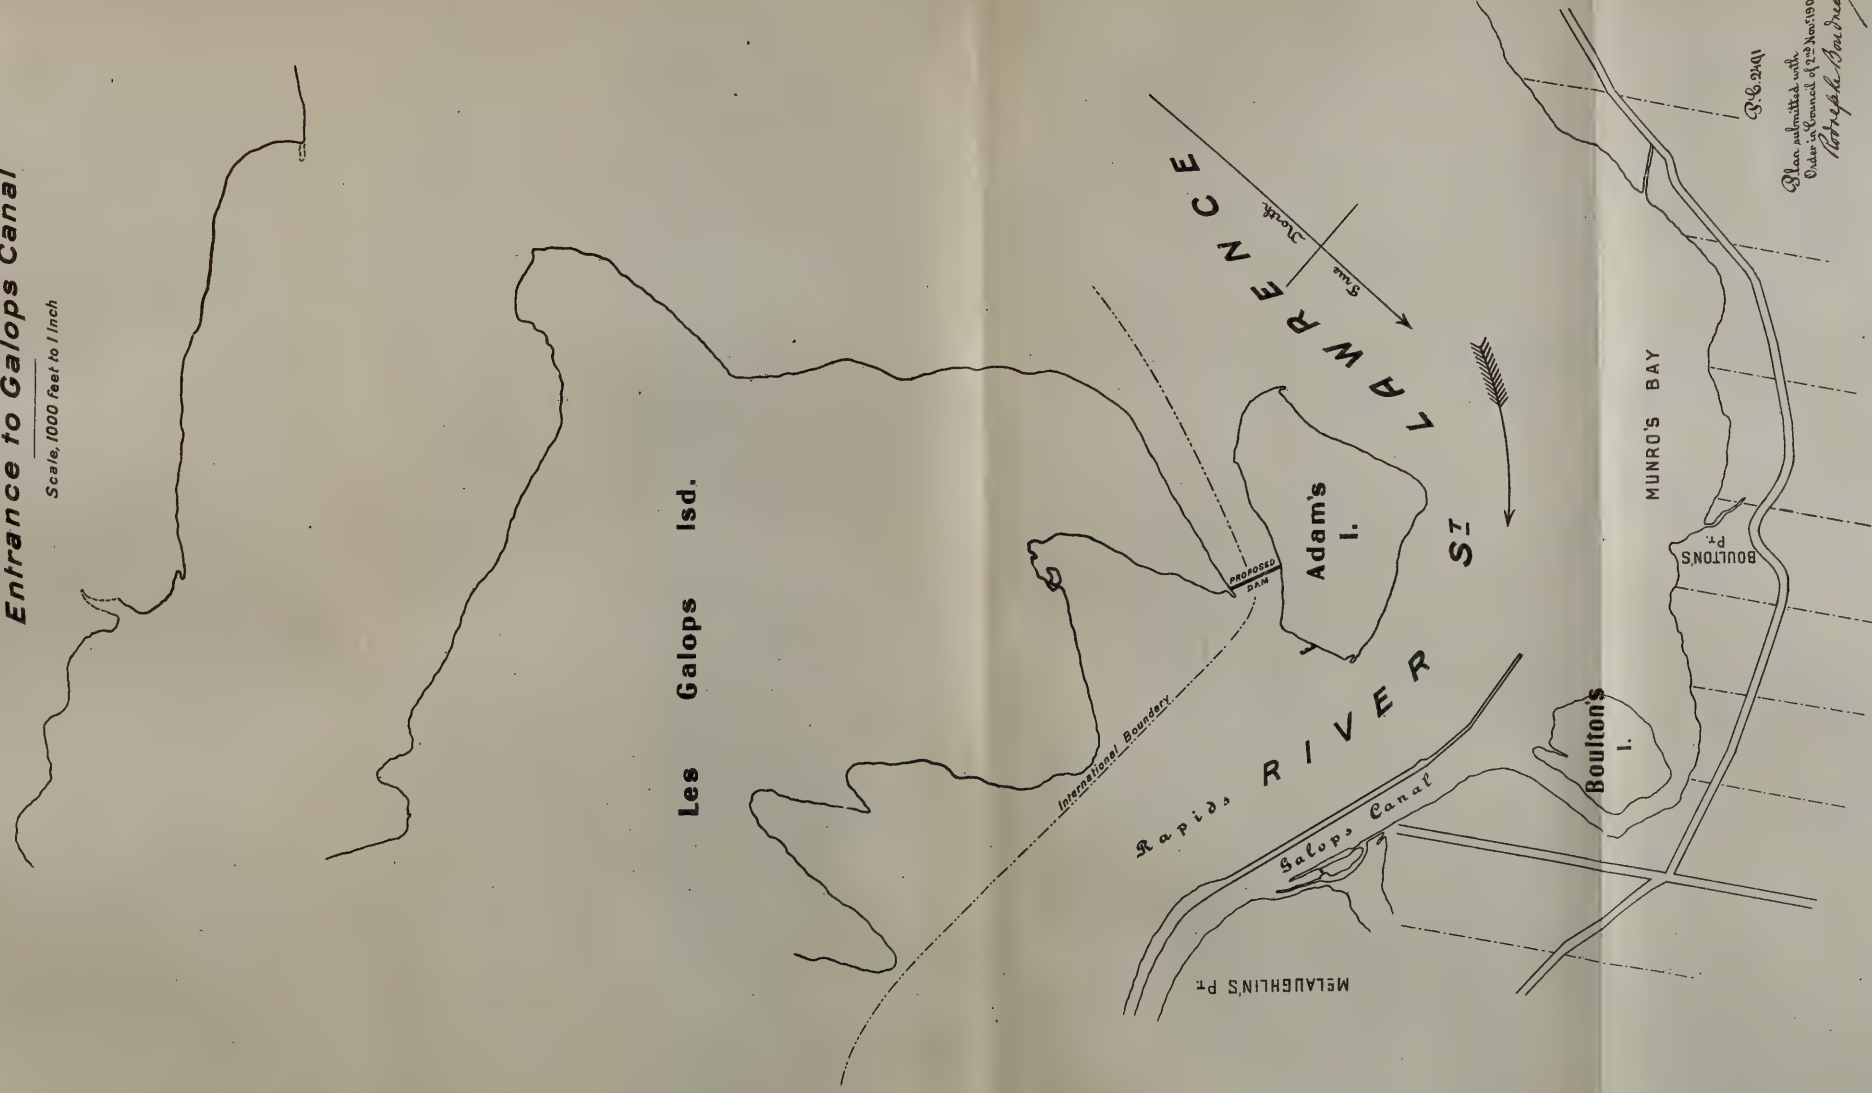 Entrance to Galops Canal
Scale, 1000 feet to 1 Inch
Les Galops Isd.
International Boundary
PROPOSED
DAM
Adam's
I.
ST LAWRENCE
RIVER
Rapids
True North
Galops Canal
McLAUGHLIN'S PT.
Boulton's
I.
MUNRO'S BAY
BOULTON'S
PT.
P.C. 2491
Plan submitted with
Order in Council of 2nd Nov. 190